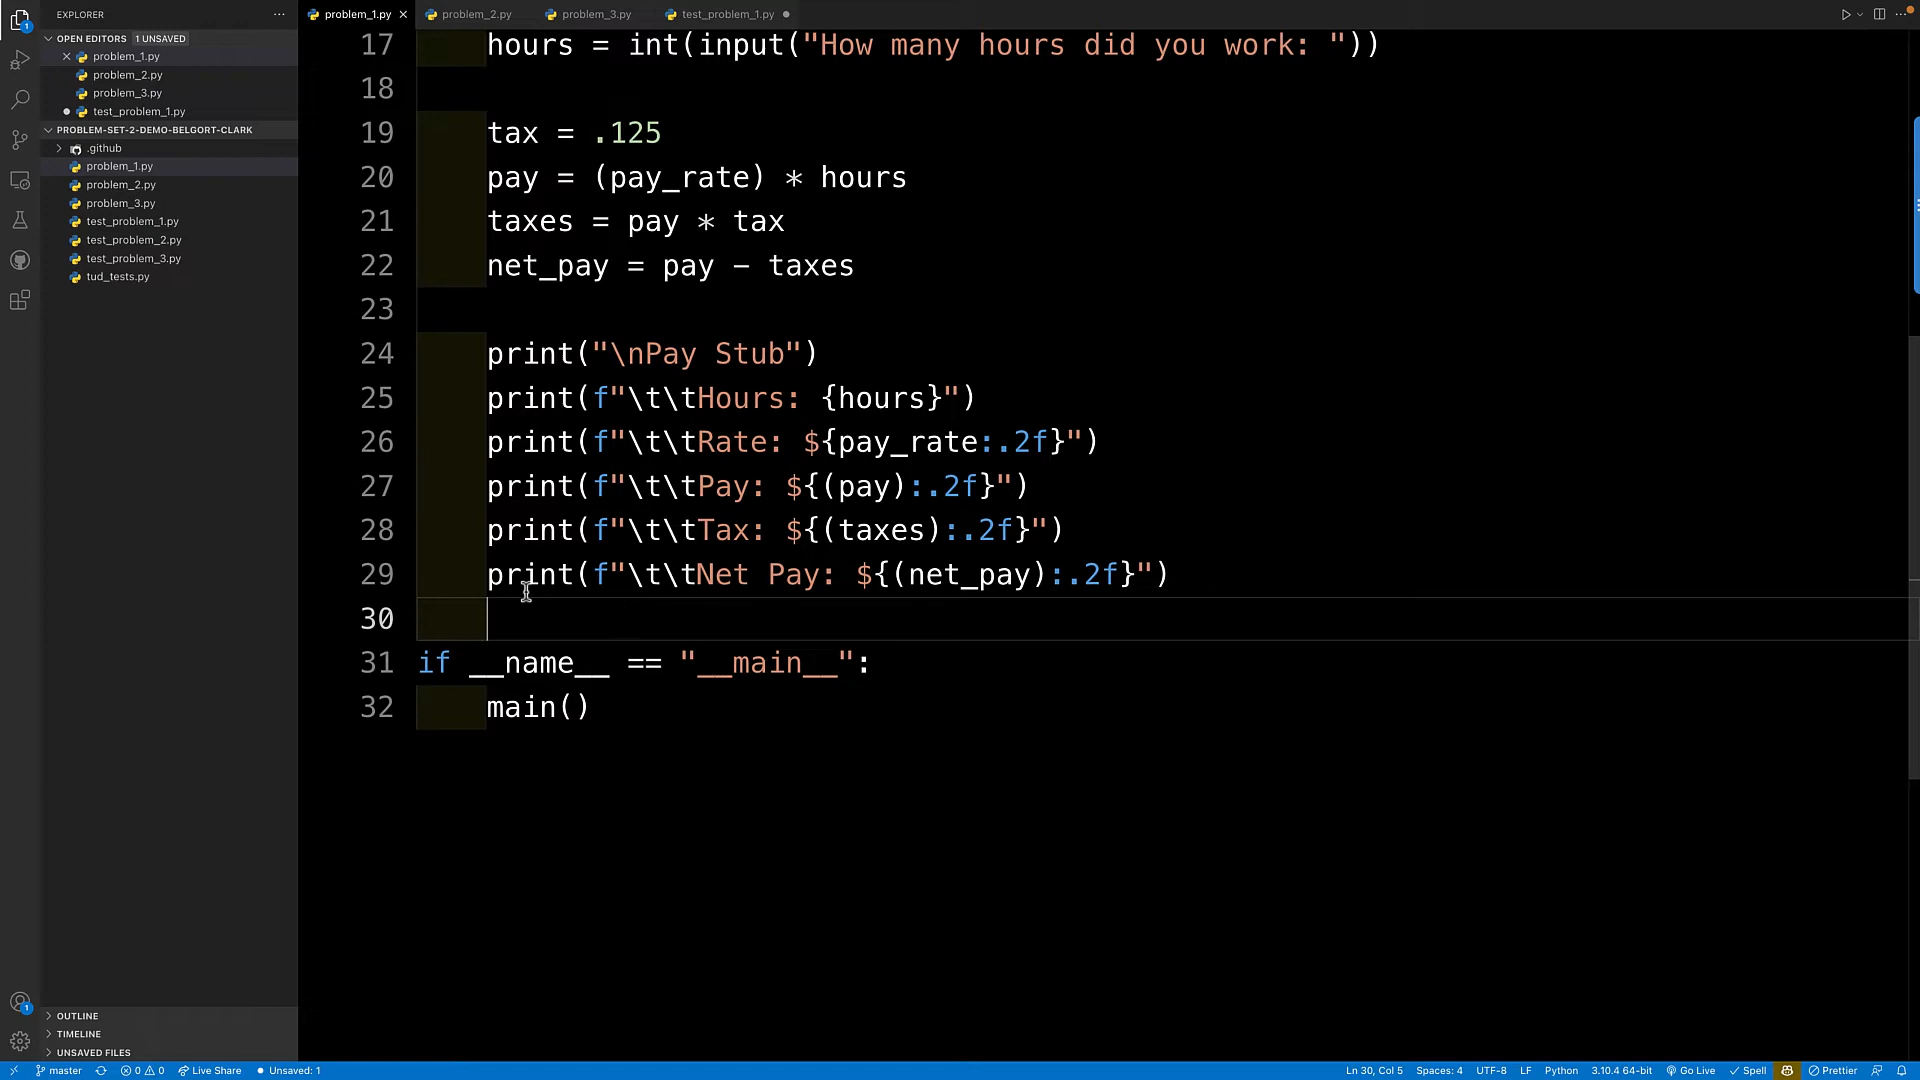 EXPLORER
problem_1.py
problem_2.py
problem_3.py
test_problem_1.py
OPEN EDITORS 1 UNSAVED
problem_1.py
problem_2.py
problem_3.py
test_problem_1.py
PROBLEM-SET-2-DEMO-BELGORT-CLARK
.github
problem_1.py
problem_2.py
problem_3.py
test_problem_1.py
test_problem_2.py
test_problem_3.py
tud_tests.py
17 hours = int(input("How many hours did you work: "))
18
19 tax = .125
20 pay = (pay_rate) * hours
21 taxes = pay * tax
22 net_pay = pay - taxes
23
24 print("\nPay Stub")
25 print(f"\t\tHours: {hours}")
26 print(f"\t\tRate: ${pay_rate:.2f}")
27 print(f"\t\tPay: ${(pay):.2f}")
28 print(f"\t\tTax: ${(taxes):.2f}")
29 print(f"\t\tNet Pay: ${(net_pay):.2f}")
30
31 if __name__ == "__main__":
32 main()
OUTLINE
TIMELINE
UNSAVED FILES
master 0 0 Live Share Unsaved: 1 Ln 30, Col 5 Spaces: 4 UTF-8 LF Python 3.10.4 64-bit Go Live Spell Prettier